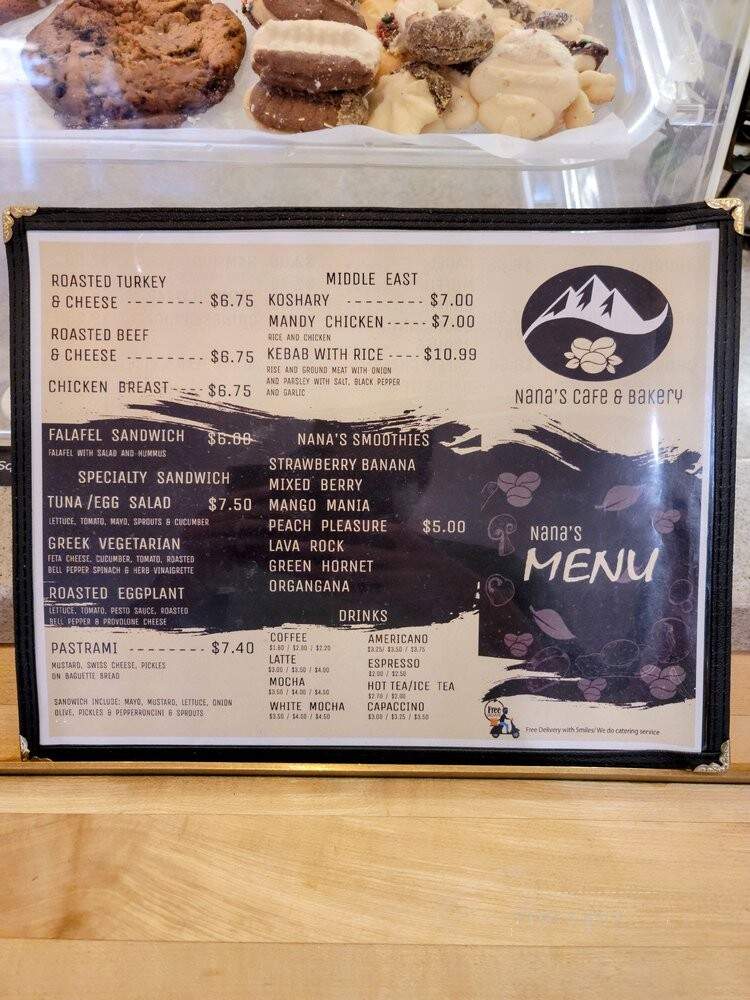 ROASTED TURKEY
& CHEESE -------- $6.75
ROASTED BEEF
& CHEESE -------- $6.75
CHICKEN BREAST---- $6.75
FALAFEL SANDWICH $6.00
FALAFEL WITH SALAD AND HUMMUS
SPECIALTY SANDWICH
TUNA /EGG SALAD $7.50
LETTUCE, TOMATO, MAYO, SPROUTS & CUCUMBER
GREEK VEGETARIAN
FETA CHEESE, CUCUMBER, TOMATO, ROASTED
BELL PEPPER SPINACH & HERB VINAIGRETTE
ROASTED EGGPLANT
LETTUCE, TOMATO, PESTO SAUCE, ROASTED
BELL PEPPER & PROVOLONE CHEESE
PASTRAMI --------- $7.40
MUSTARD, SWISS CHEESE, PICKLES
ON BAGUETTE BREAD
SANDWICH INCLUDE: MAYO, MUSTARD, LETTUCE, ONION
OLIVE, PICKLES & PEPPERRONCINI & SPROUTS
MIDDLE EAST
KOSHARY -------- $7.00
MANDY CHICKEN----- $7.00
RICE AND CHICKEN
KEBAB WITH RICE ---- $10.99
RISE AND GROUND MEAT WITH ONION
AND PARSLEY WITH SALT, BLACK PEPPER
AND GARLIC
NANA'S SMOOTHIES
STRAWBERRY BANANA
MIXED BERRY
MANGO MANIA
PEACH PLEASURE $5.00
LAVA ROCK
GREEN HORNET
ORGANGANA
DRINKS
COFFEE
$1.80 / $2.00 / $2.20
LATTE
$3.00 / $3.50 / $4.00
MOCHA
$3.50 / $4.00 / $4.50
WHITE MOCHA
$3.50 / $4.00 / $4.50
AMERICANO
$3.25/ $3.50 / $3.75
ESPRESSO
$2.00 / $2.50
HOT TEA/ICE TEA
$2.70 / $2.80
CAPACCINO
$3.00 / $3.25 / $3.50
Nana's Cafe & Bakery
Nana's
MENU
Free
Free Delivery with Smiles/ We do catering service